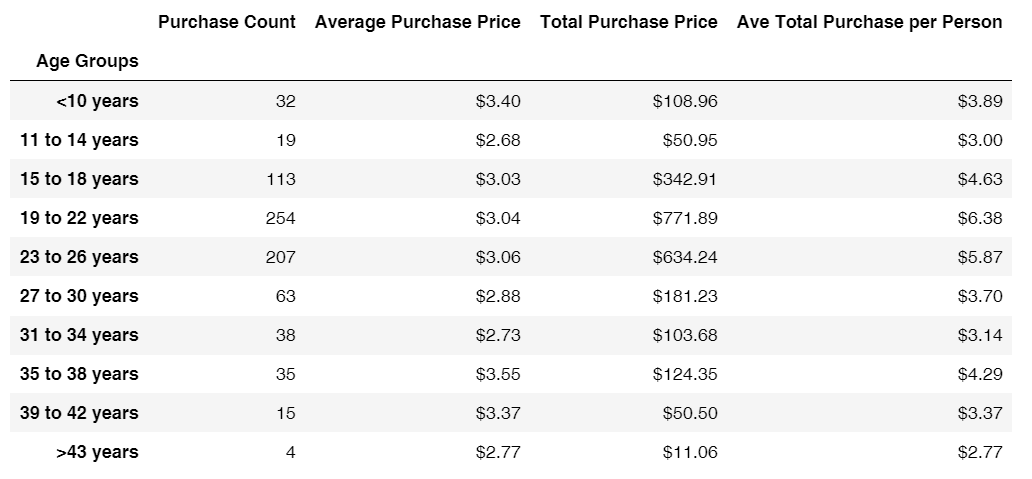 Purchase Count Average Purchase Price Total Purchase Price Ave Total Purchase per Person
Age Groups
<10 years 32 $3.40 $108.96 $3.89
11 to 14 years 19 $2.68 $50.95 $3.00
15 to 18 years 113 $3.03 $342.91 $4.63
19 to 22 years 254 $3.04 $771.89 $6.38
23 to 26 years 207 $3.06 $634.24 $5.87
27 to 30 years 63 $2.88 $181.23 $3.70
31 to 34 years 38 $2.73 $103.68 $3.14
35 to 38 years 35 $3.55 $124.35 $4.29
39 to 42 years 15 $3.37 $50.50 $3.37
>43 years 4 $2.77 $11.06 $2.77